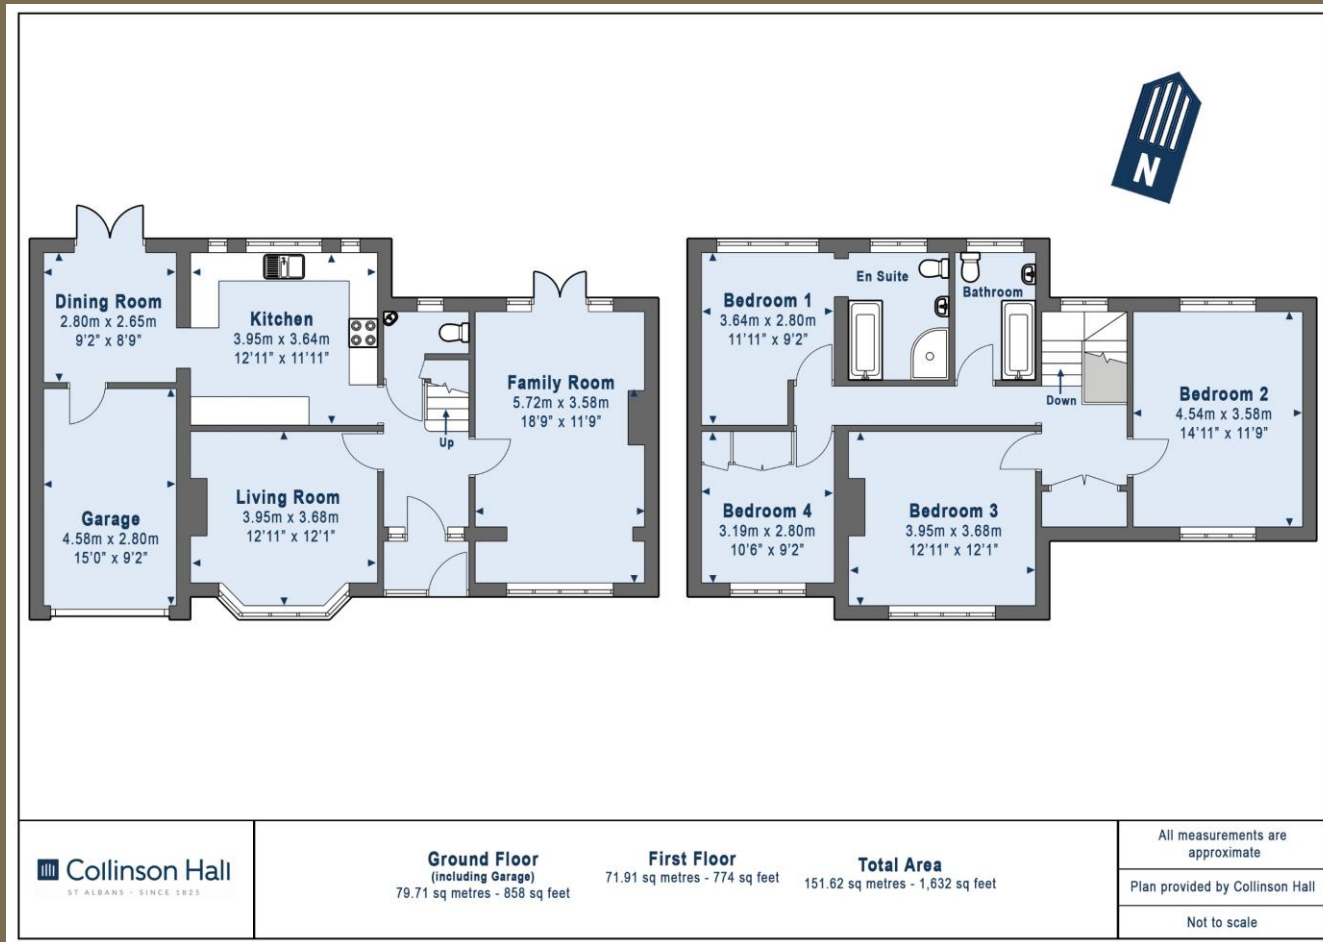 N
Dining Room
2.80m x 2.65m
9'2" x 8'9"
Kitchen
3.95m x 3.64m
12'11" x 11'11"
Family Room
5.72m x 3.58m
18'9" x 11'9"
Up
Living Room
3.95m x 3.68m
12'11" x 12'1"
Garage
4.58m x 2.80m
15'0" x 9'2"
En Suite
Bathroom
Bedroom 1
3.64m x 2.80m
11'11" x 9'2"
Down
Bedroom 2
4.54m x 3.58m
14'11" x 11'9"
Bedroom 4
3.19m x 2.80m
10'6" x 9'2"
Bedroom 3
3.95m x 3.68m
12'11" x 12'1"
Collinson Hall
ST ALBANS - SINCE 1825
Ground Floor
(including Garage)
79.71 sq metres - 858 sq feet
First Floor
71.91 sq metres - 774 sq feet
Total Area
151.62 sq metres - 1,632 sq feet
All measurements are
approximate
Plan provided by Collinson Hall
Not to scale